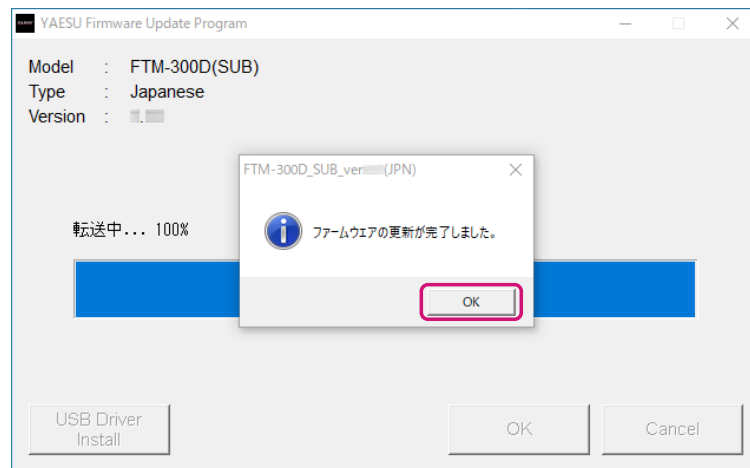 YAESU Firmware Update Program
Model : FTM-300D(SUB)
Type : Japanese
Version :
FTM-300D_SUB_ver (JPN)
転送中... 100%
ファームウエアの更新が完了しました。
OK
USB Driver
Install
OK
Cancel